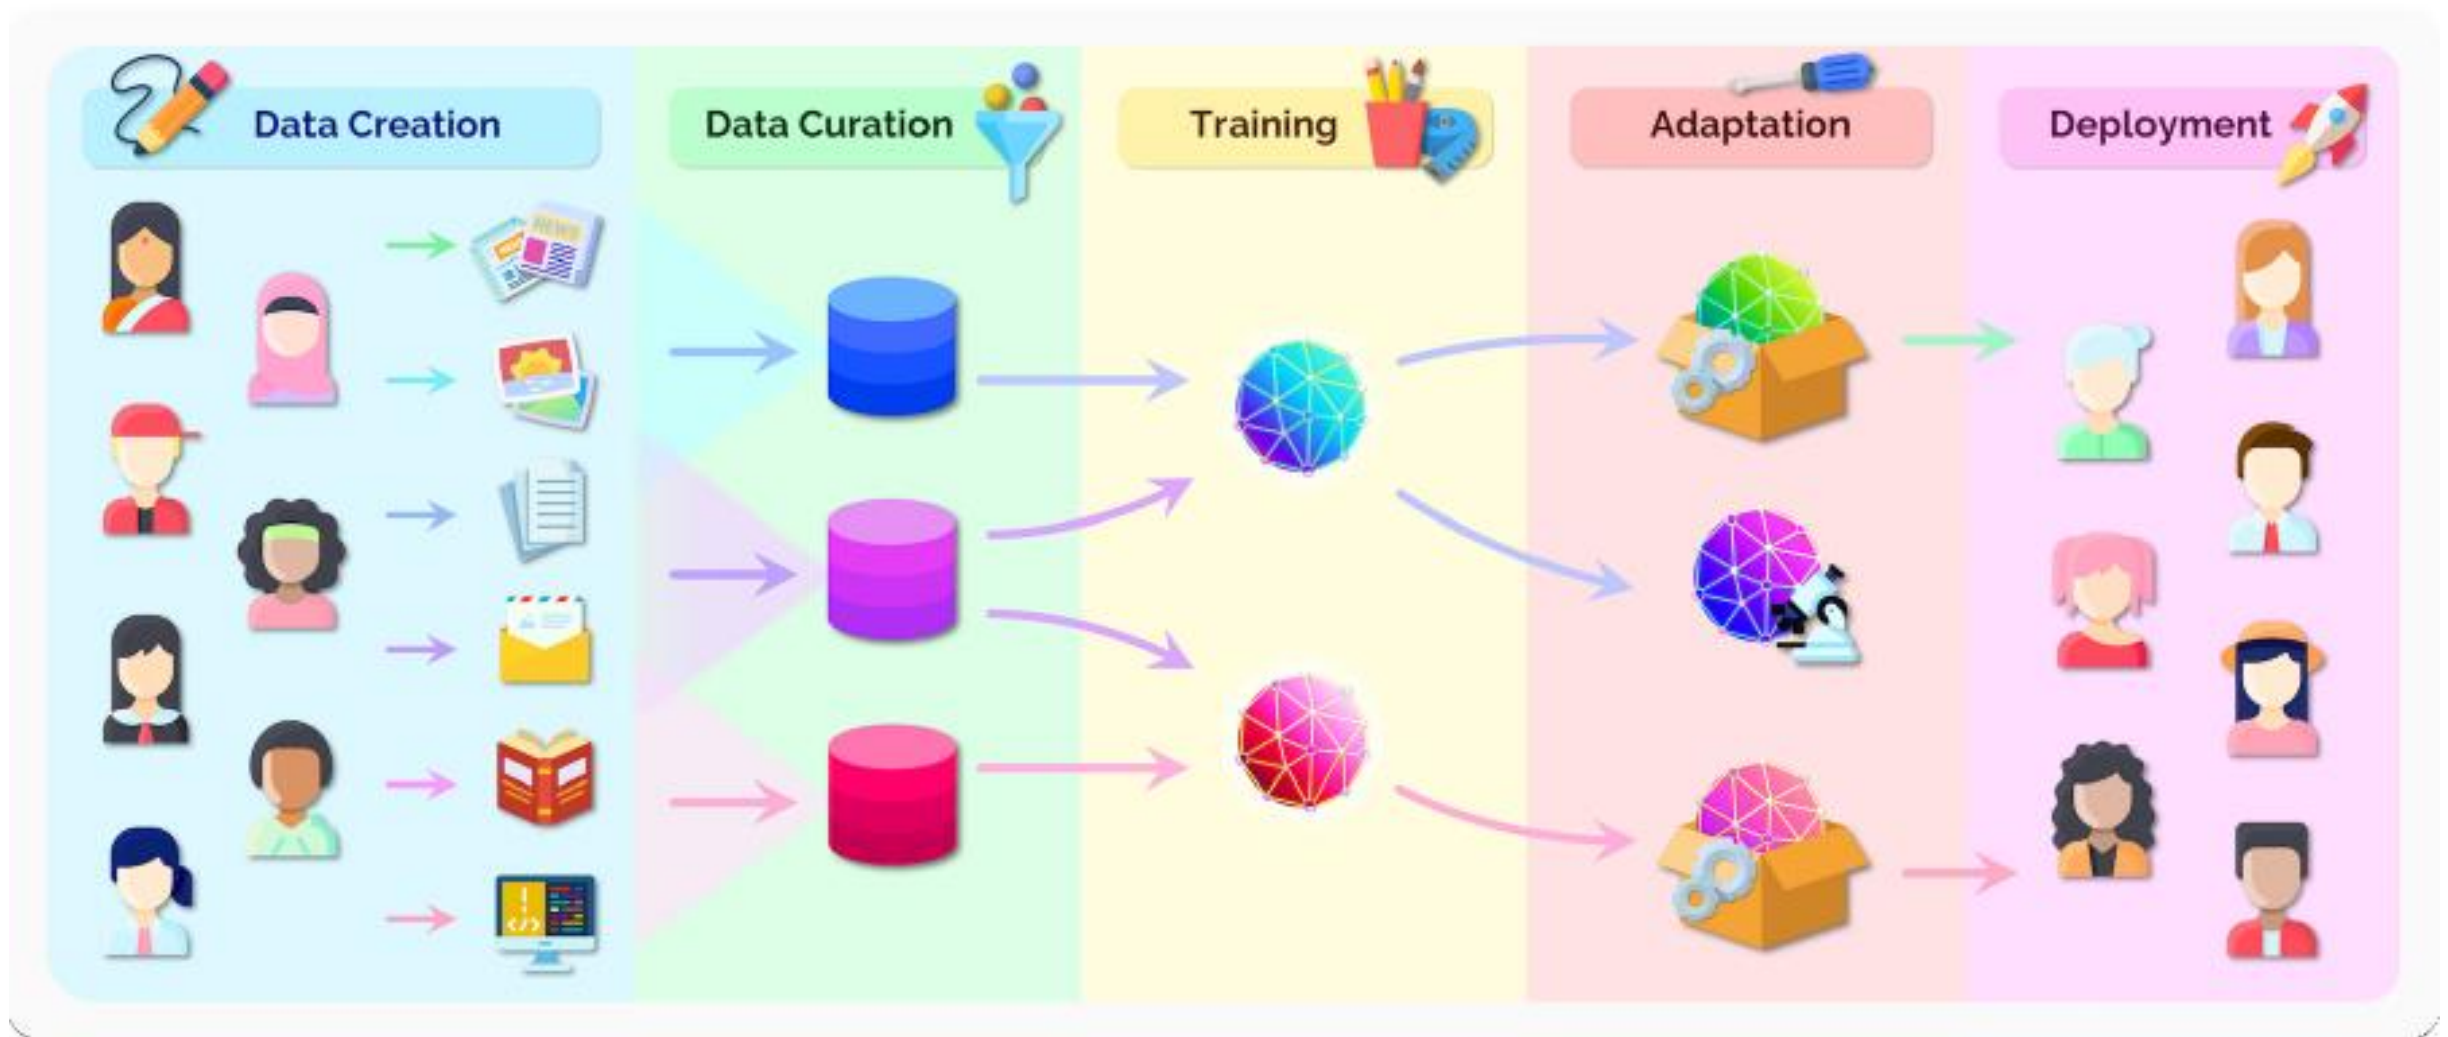 Data Creation
Data Curation
Training
Adaptation
Deployment
NEWS